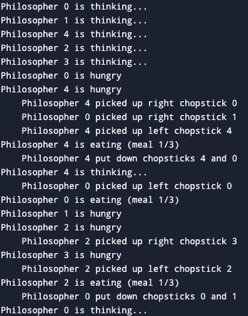 Philosopher 0 is thinking...
Philosopher 1 is thinking...
Philosopher 4 is thinking...
Philosopher 2 is thinking...
Philosopher 3 is thinking...
Philosopher 0 is hungry
Philosopher 4 is hungry
Philosopher 4 picked up right chopstick 0
Philosopher 0 picked up right chopstick 1
Philosopher 4 picked up left chopstick 4
Philosopher 4 is eating (meal 1/3)
Philosopher 4 put down chopsticks 4 and 0
Philosopher 4 is thinking...
Philosopher 0 picked up left chopstick 0
Philosopher 0 is eating (meal 1/3)
Philosopher 1 is hungry
Philosopher 2 is hungry
Philosopher 2 picked up right chopstick 3
Philosopher 3 is hungry
Philosopher 2 picked up left chopstick 2
Philosopher 2 is eating (meal 1/3)
Philosopher 0 put down chopsticks 0 and 1
Philosopher 0 is thinking...